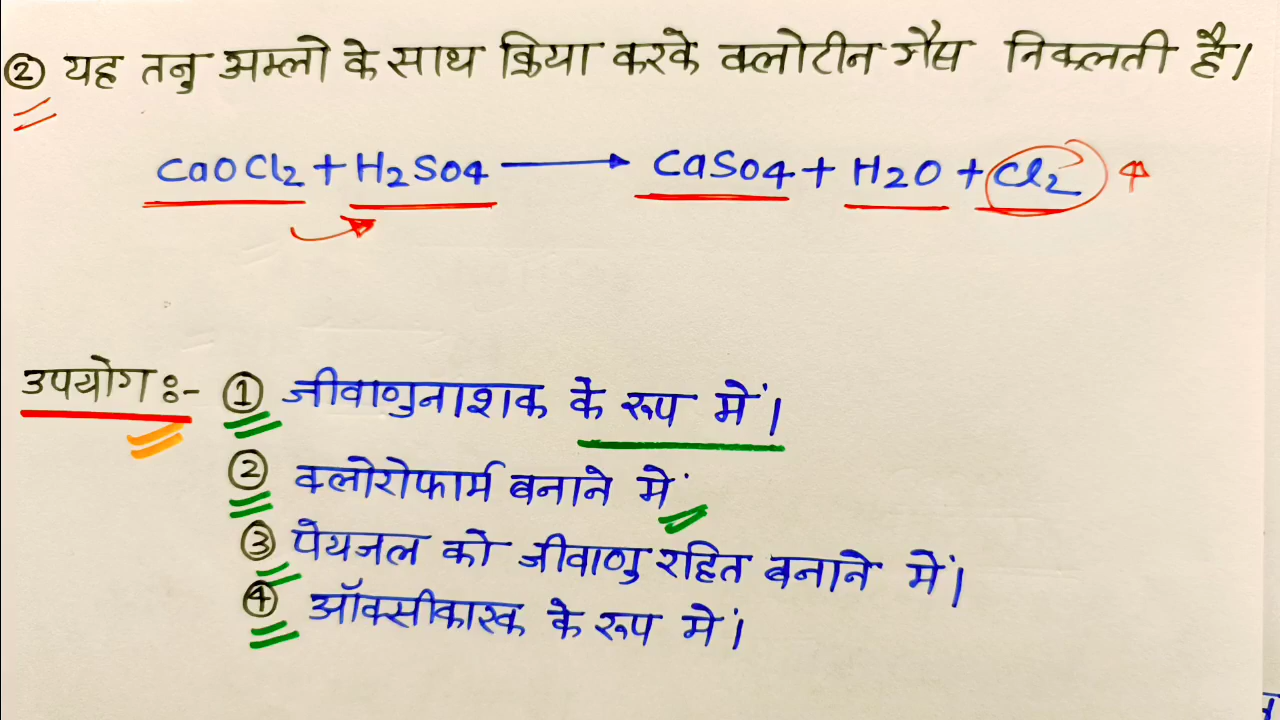 ② यह तनु अम्लो के साथ क्रिया करके क्लोटीन गैस निकलती है।
CaOCl2 + H2SO4 ⟶ CaSO4 + H2O + Cl2 ↑
उपयोग ः- ① जीवाणुनाशक के रूप में।
② क्लोरोफार्म बनाने में
③ पेयजल को जीवाणु रहित बनाने में।
④ ऑक्सीकारक के रूप में।